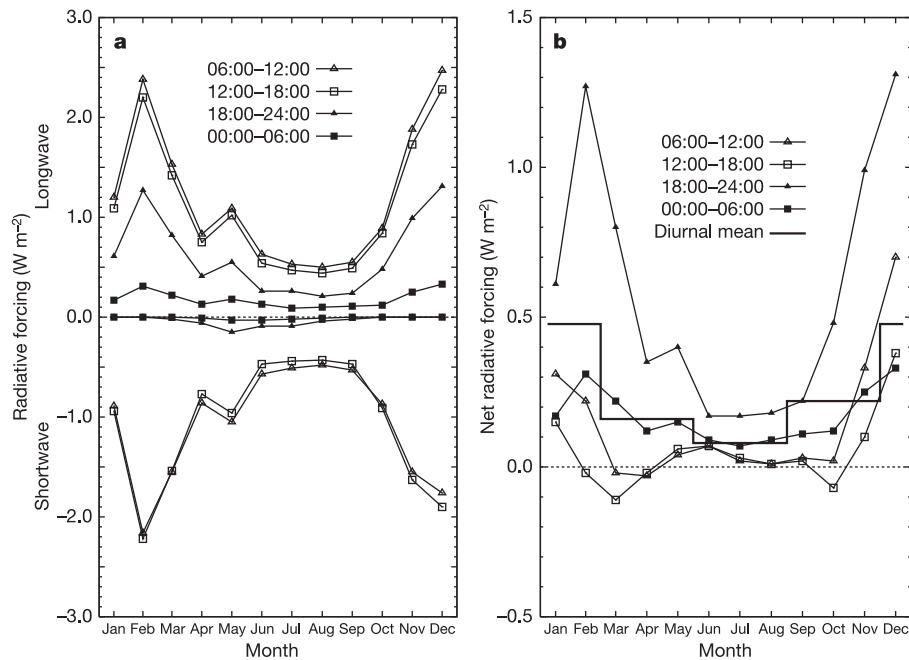 a
06:00–12:00
12:00–18:00
18:00–24:00
00:00–06:00
3.0
2.0
1.0
0.0
–1.0
–2.0
–3.0
Longwave
Radiative forcing (W m–2)
Shortwave
Jan Feb Mar Apr May Jun Jul Aug Sep Oct Nov Dec
Month
b
06:00–12:00
12:00–18:00
18:00–24:00
00:00–06:00
Diurnal mean
1.5
1.0
0.5
0.0
–0.5
Net radiative forcing (W m–2)
Jan Feb Mar Apr May Jun Jul Aug Sep Oct Nov Dec
Month